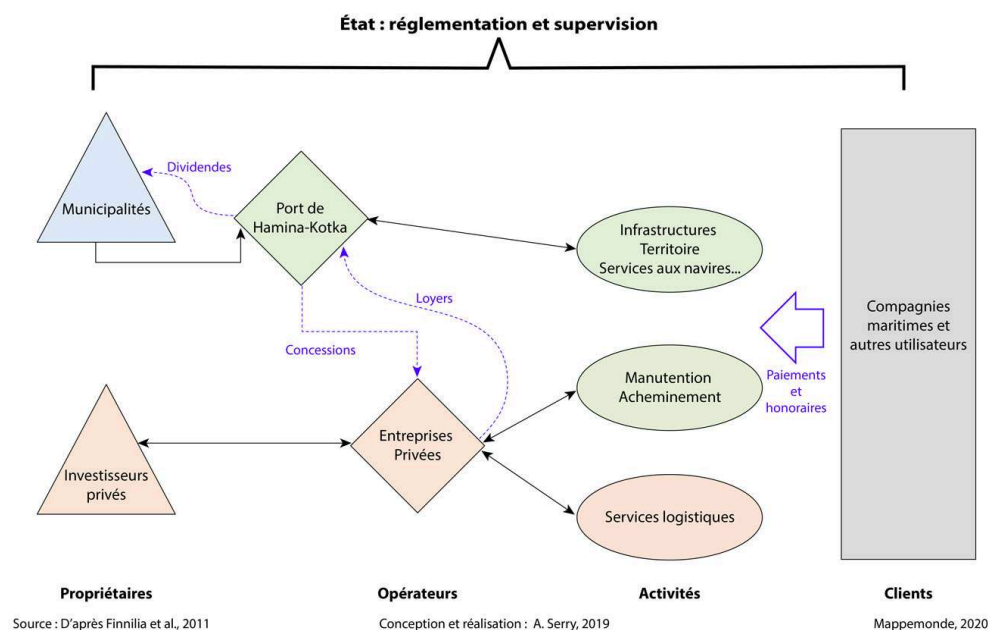 État : réglementation et supervision
Dividendes
Municipalités
Port de
Hamina-Kotka
Infrastructures
Territoire
Services aux navires...
Loyers
Concessions
Compagnies
maritimes et
autres utilisateurs
Paiements
et
honoraires
Manutention
Acheminement
Entreprises
Privées
Investisseurs
privés
Services logistiques
Propriétaires
Opérateurs
Activités
Clients
Source : D'après Finnilia et al., 2011
Conception et réalisation : A. Serry, 2019
Mappemonde, 2020